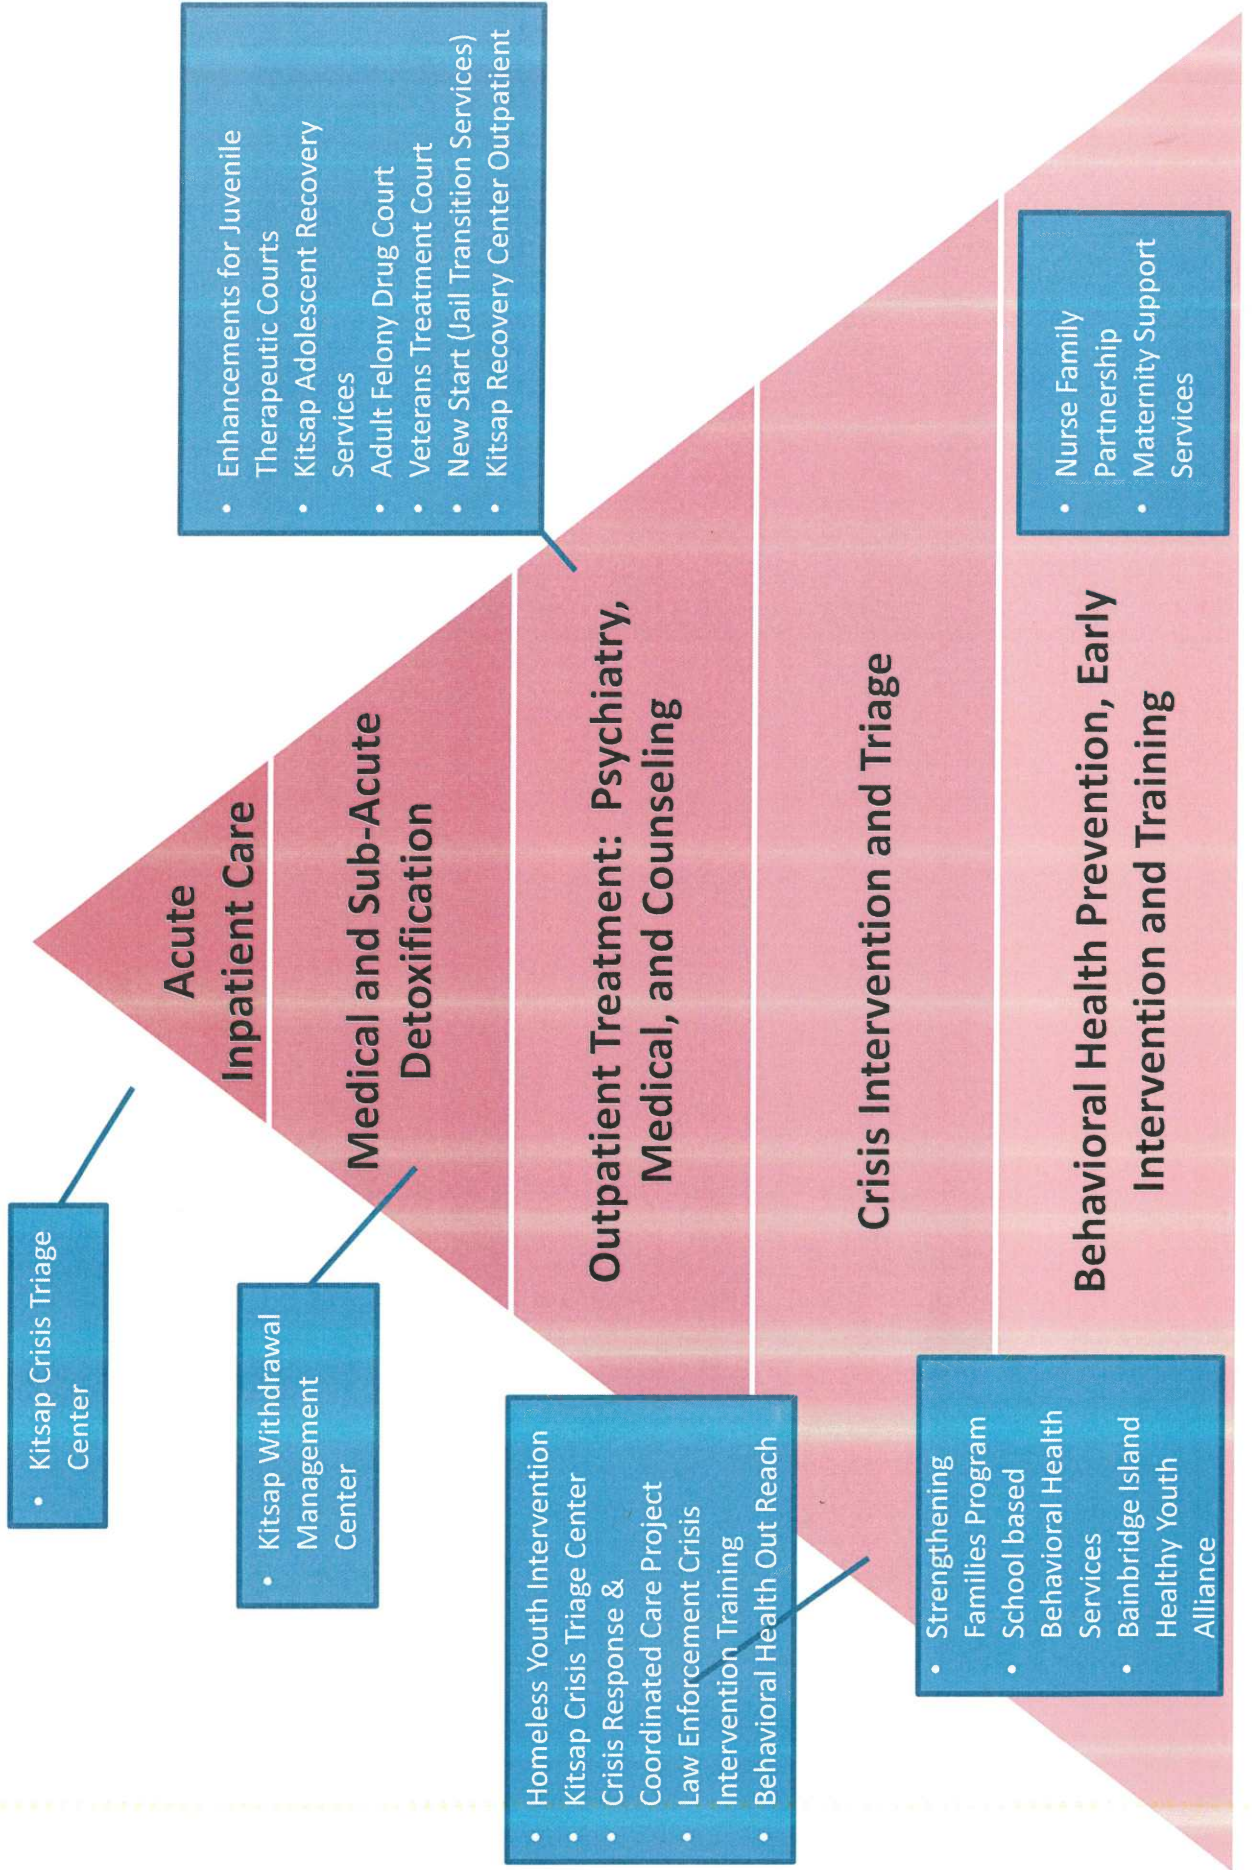 • Kitsap Crisis Triage
Center
Acute
Inpatient Care
• Kitsap Withdrawal
Management
Center
Medical and Sub-Acute
Detoxification
• Enhancements for Juvenile
Therapeutic Courts
• Kitsap Adolescent Recovery
Services
• Adult Felony Drug Court
• Veterans Treatment Court
• New Start (Jail Transition Services)
• Kitsap Recovery Center Outpatient
Outpatient Treatment: Psychiatry,
Medical, and Counseling
• Homeless Youth Intervention
• Kitsap Crisis Triage Center
• Crisis Response &
Coordinated Care Project
• Law Enforcement Crisis
Intervention Training
• Behavioral Health Out Reach
Crisis Intervention and Triage
• Strengthening
Families Program
• School based
Behavioral Health
Services
• Bainbridge Island
Healthy Youth
Alliance
Behavioral Health Prevention, Early
Intervention and Training
• Nurse Family
Partnership
• Maternity Support
Services